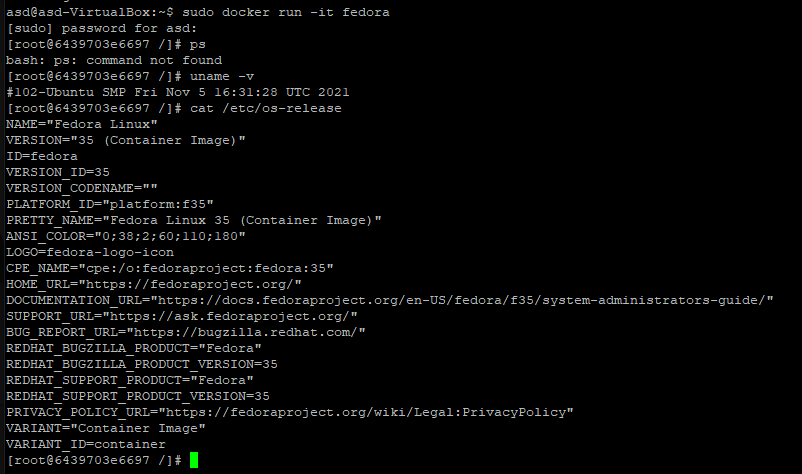 asd@asd-VirtualBox:~$ sudo docker run -it fedora
[sudo] password for asd:
[root@6439703e6697 /]# ps
bash: ps: command not found
[root@6439703e6697 /]# uname -v
#102-Ubuntu SMP Fri Nov 5 16:31:28 UTC 2021
[root@6439703e6697 /]# cat /etc/os-release
NAME="Fedora Linux"
VERSION="35 (Container Image)"
ID=fedora
VERSION_ID=35
VERSION_CODENAME=""
PLATFORM_ID="platform:f35"
PRETTY_NAME="Fedora Linux 35 (Container Image)"
ANSI_COLOR="0;38;2;60;110;180"
LOGO=fedora-logo-icon
CPE_NAME="cpe:/o:fedoraproject:fedora:35"
HOME_URL="https://fedoraproject.org/"
DOCUMENTATION_URL="https://docs.fedoraproject.org/en-US/fedora/f35/system-administrators-guide/"
SUPPORT_URL="https://ask.fedoraproject.org/"
BUG_REPORT_URL="https://bugzilla.redhat.com/"
REDHAT_BUGZILLA_PRODUCT="Fedora"
REDHAT_BUGZILLA_PRODUCT_VERSION=35
REDHAT_SUPPORT_PRODUCT="Fedora"
REDHAT_SUPPORT_PRODUCT_VERSION=35
PRIVACY_POLICY_URL="https://fedoraproject.org/wiki/Legal:PrivacyPolicy"
VARIANT="Container Image"
VARIANT_ID=container
[root@6439703e6697 /]#